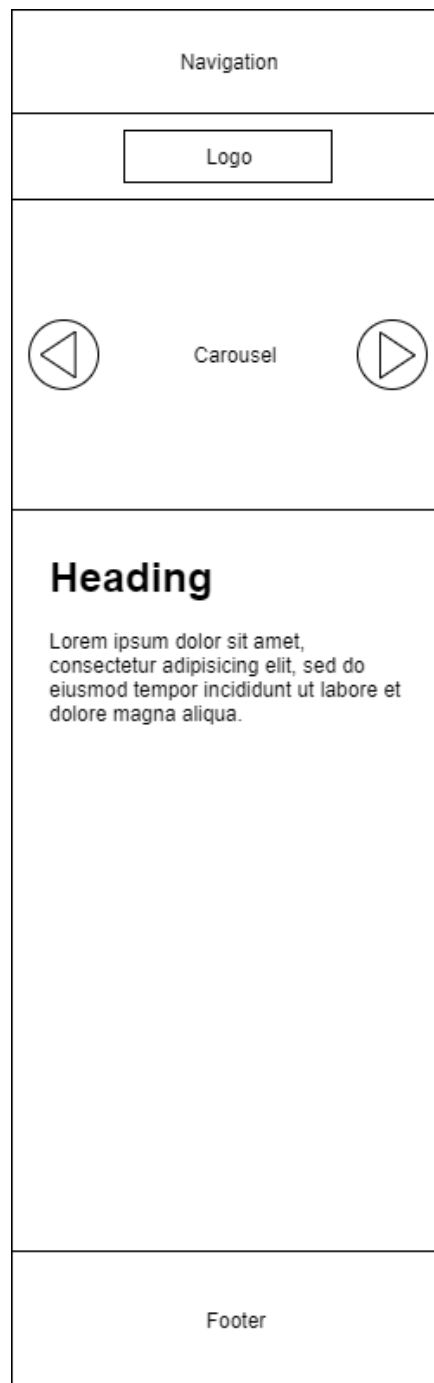 Navigation
Logo
Carousel
Heading
Lorem ipsum dolor sit amet,
consectetur adipisicing elit, sed do
eiusmod tempor incididunt ut labore et
dolore magna aliqua.
Footer